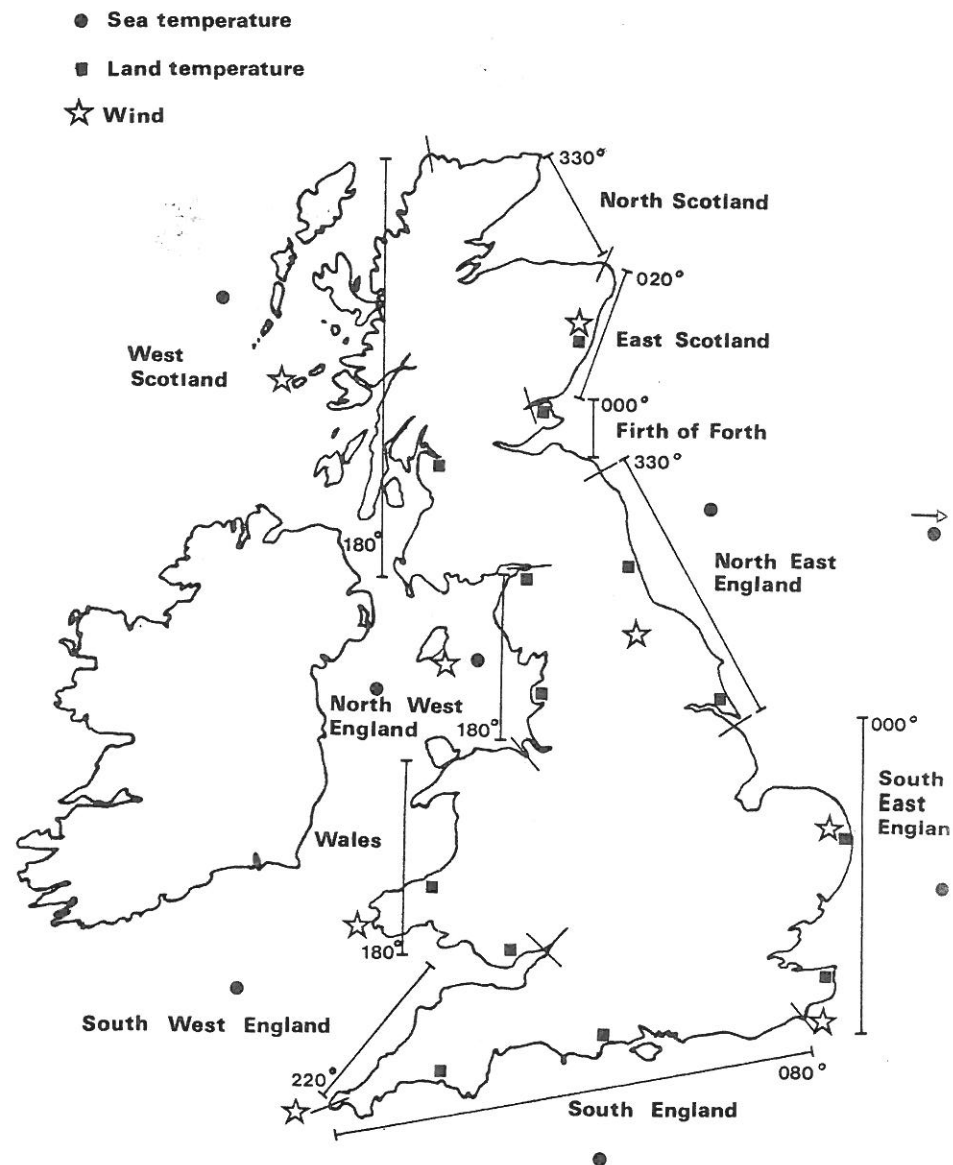 Sea temperature
Land temperature
Wind
330°
North Scotland
020°
East Scotland
West
Scotland
000°
Firth of Forth
330°
180°
North East
England
North West
England
180°
000°
South
East
Englan
Wales
180°
South West England
220°
080°
South England